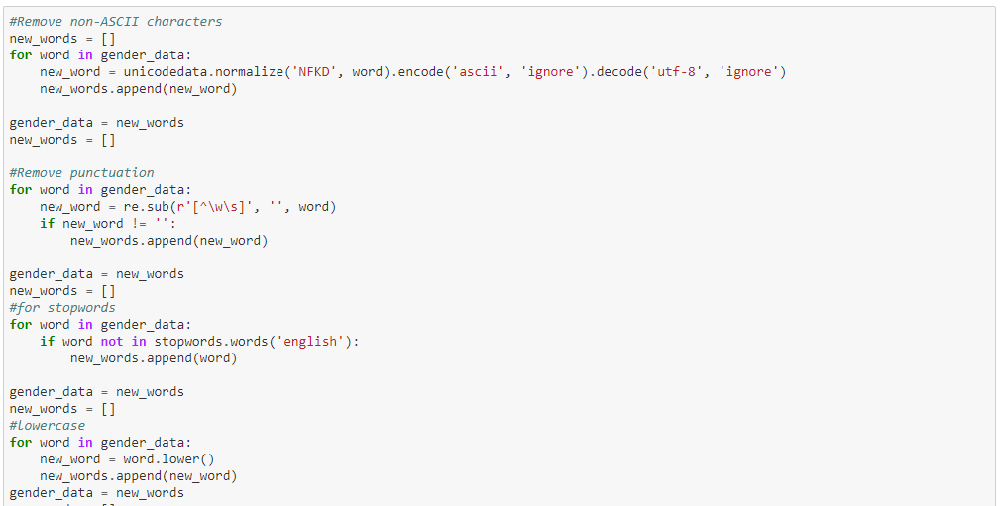 #Remove non-ASCII characters
new_words = []
for word in gender_data:
    new_word = unicodedata.normalize('NFKD', word).encode('ascii', 'ignore').decode('utf-8', 'ignore')
    new_words.append(new_word)

gender_data = new_words
new_words = []

#Remove punctuation
for word in gender_data:
    new_word = re.sub(r'[^\w\s]', '', word)
    if new_word != '':
        new_words.append(new_word)

gender_data = new_words
new_words = []
#for stopwords
for word in gender_data:
    if word not in stopwords.words('english'):
        new_words.append(word)

gender_data = new_words
new_words = []
#Lowercase
for word in gender_data:
    new_word = word.lower()
    new_words.append(new_word)
gender_data = new_words